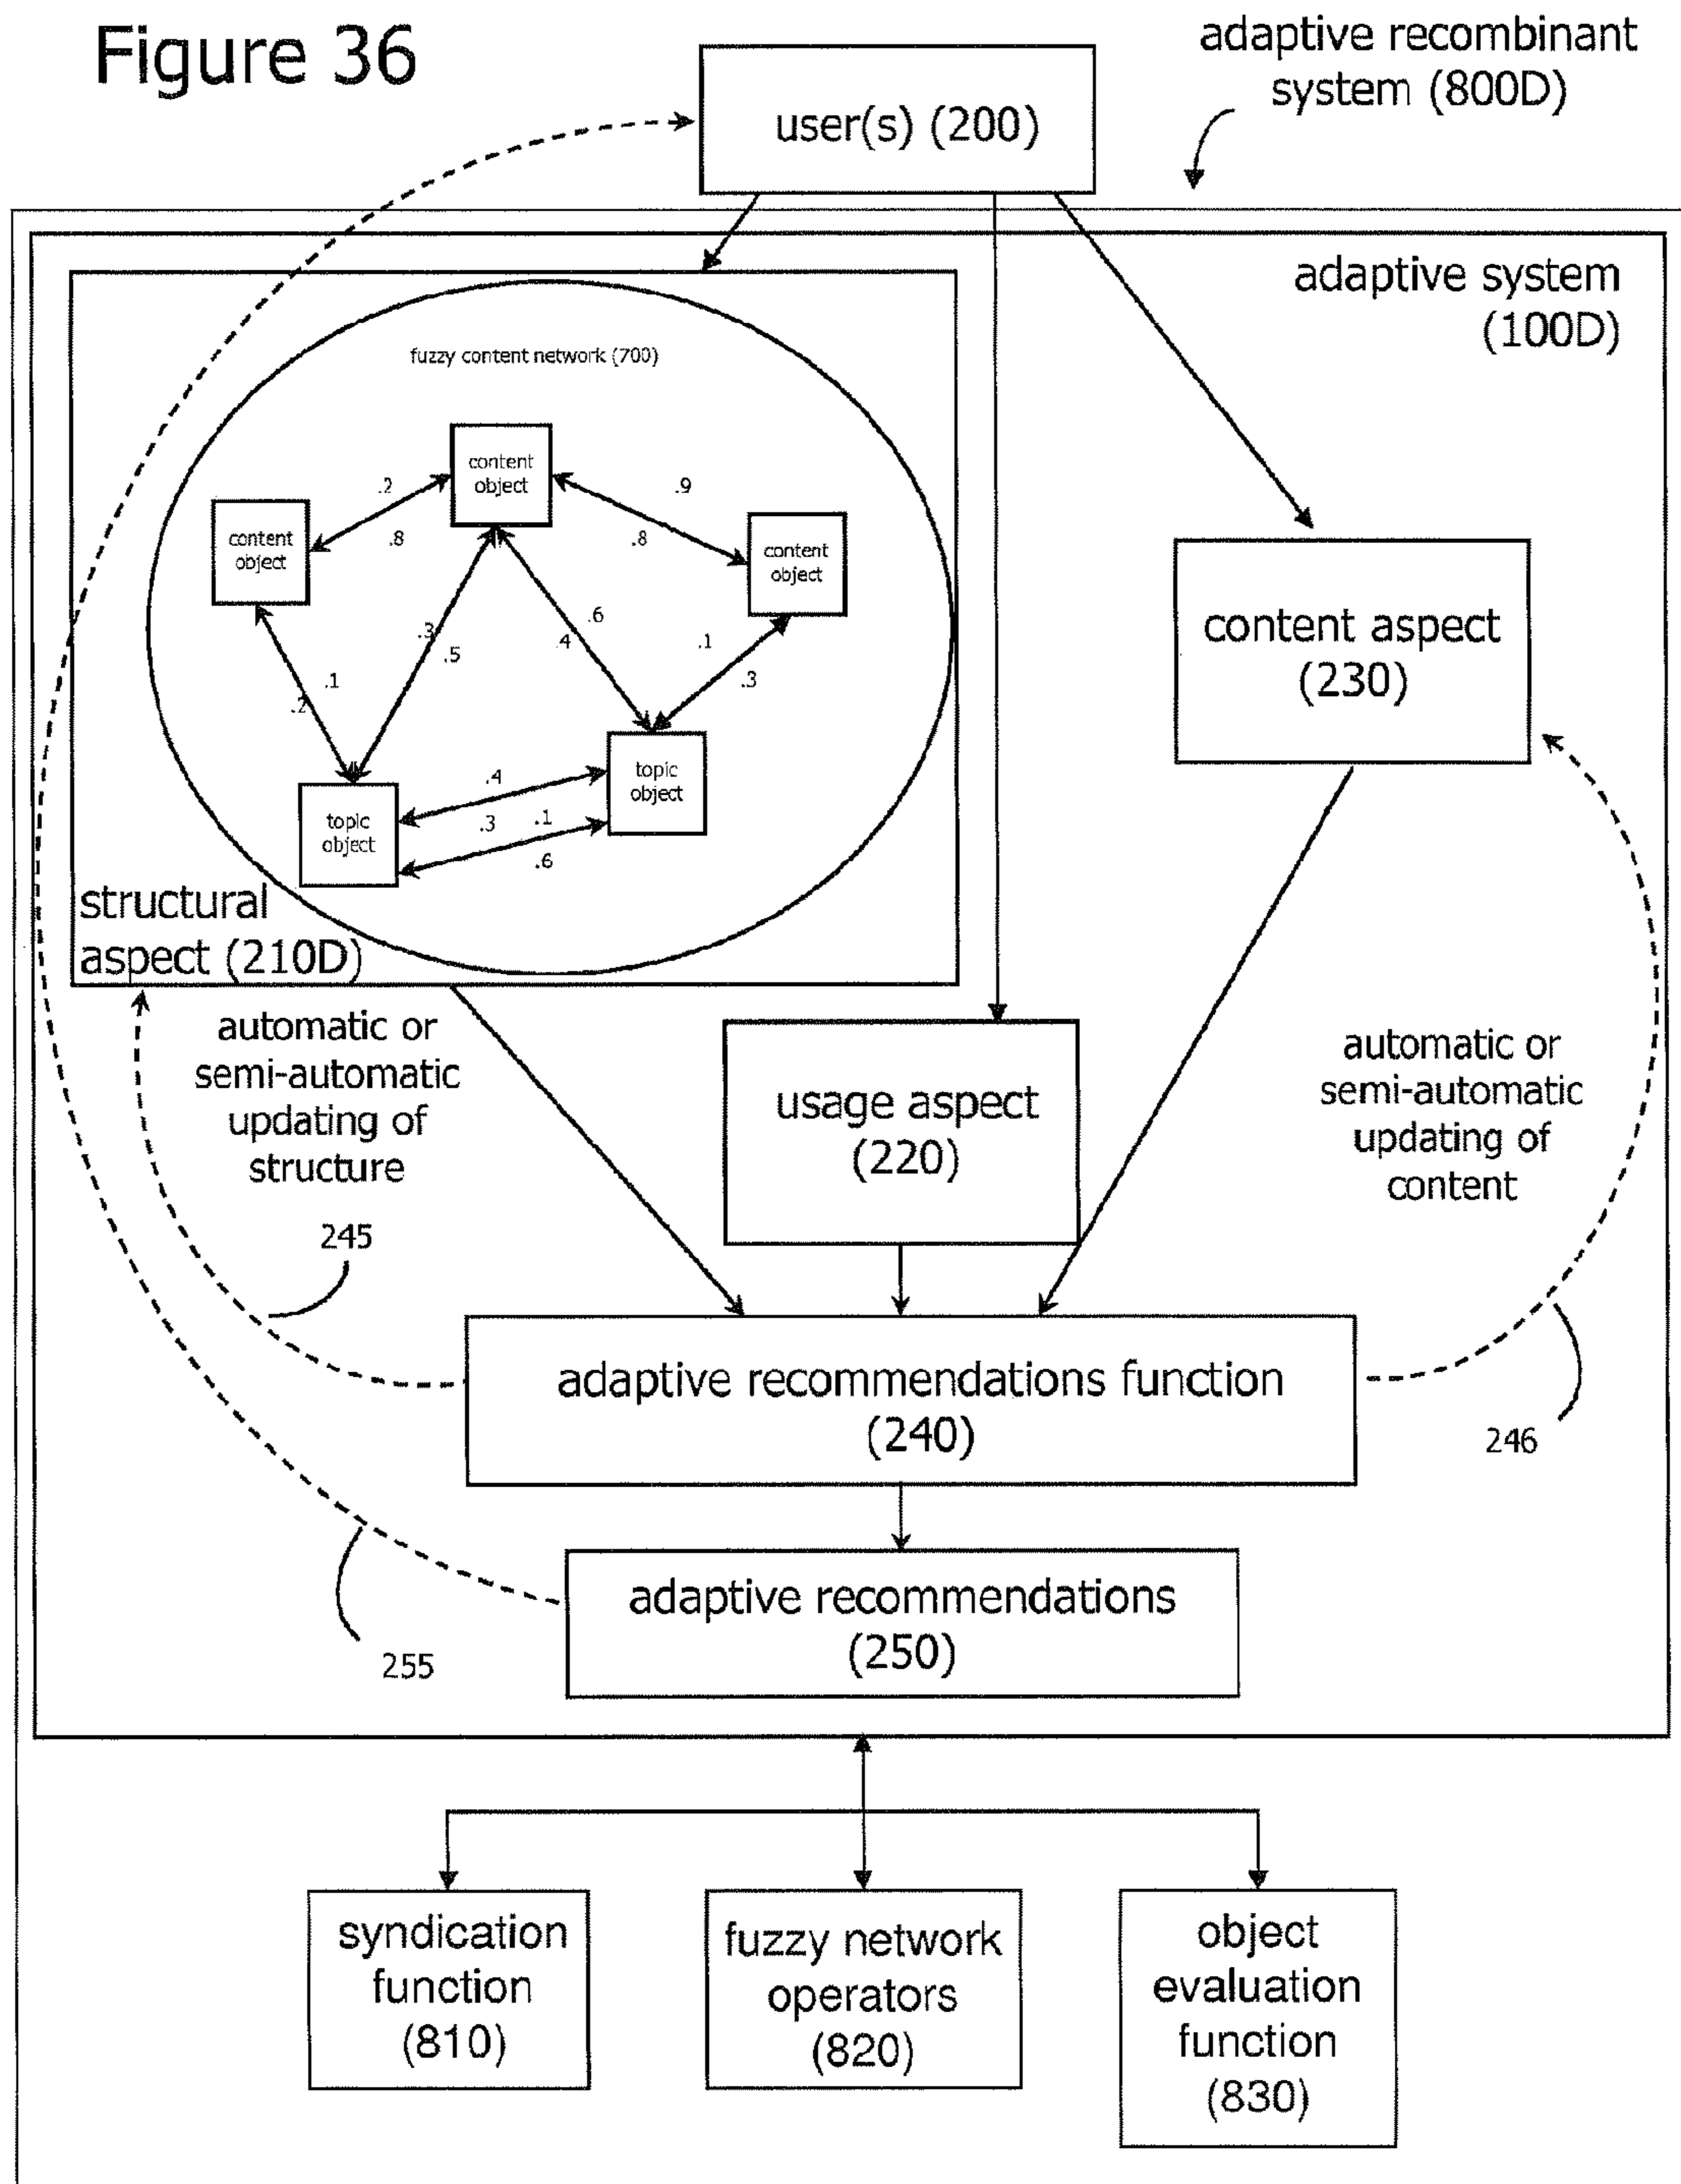 Figure 36
adaptive recombinant
system (800D)
user(s) (200)
adaptive system
(100D)
fuzzy content network (700)
content
object
content
object
content
object
.2
.8
.9
.8
.3
.5
.6
.4
.1
.3
.1
.2
topic
object
topic
object
.4
.3
.1
.6
structural
aspect (210D)
content aspect
(230)
automatic or
semi-automatic
updating of
structure
245
usage aspect
(220)
automatic or
semi-automatic
updating of
content
246
adaptive recommendations function
(240)
adaptive recommendations
(250)
255
syndication
function
(810)
fuzzy network
operators
(820)
object
evaluation
function
(830)